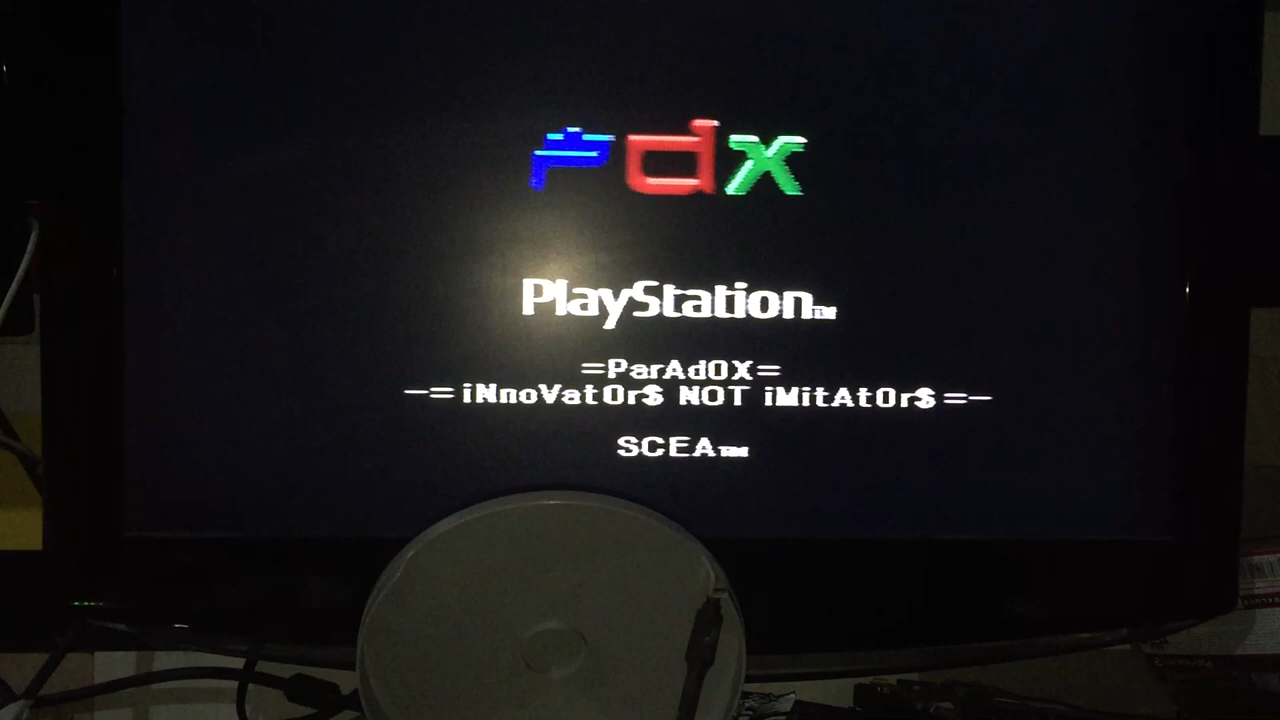 PDX
PlayStation™
=ParAdOX=
-=iNnoVatOr$ NOT iMitAtOr$=-
SCEA™